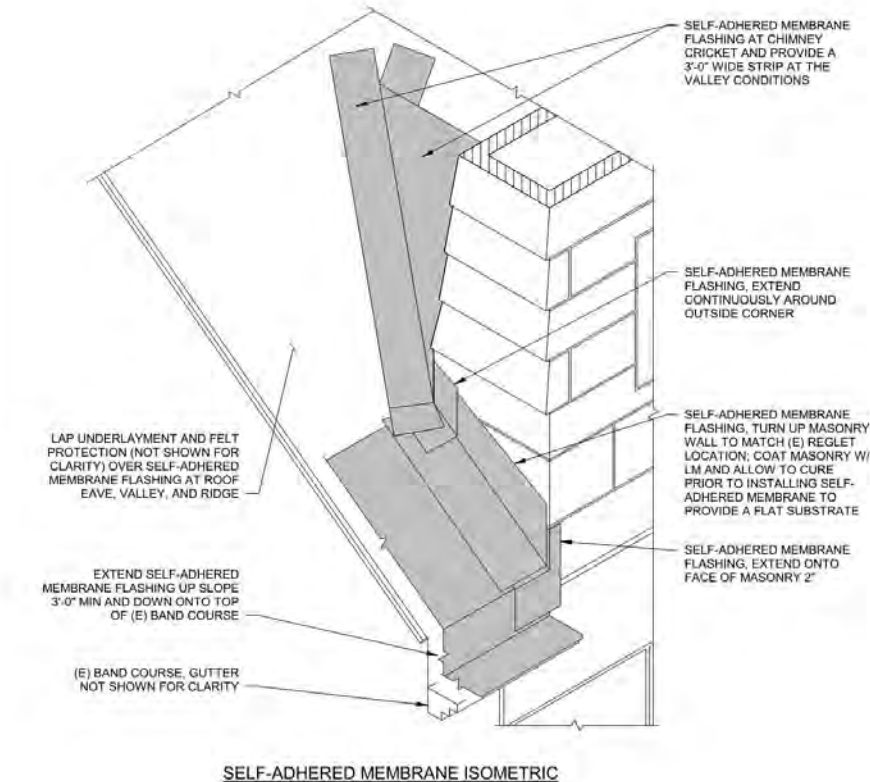 SELF-ADHERED MEMBRANE
FLASHING AT CHIMNEY
CRICKET AND PROVIDE A
3'-0" WIDE STRIP AT THE
VALLEY CONDITIONS
SELF-ADHERED MEMBRANE
FLASHING, EXTEND
CONTINUOUSLY AROUND
OUTSIDE CORNER
SELF-ADHERED MEMBRANE
FLASHING, TURN UP MASONRY
WALL TO MATCH (E) REGLET
LOCATION; COAT MASONRY W/
LM AND ALLOW TO CURE
PRIOR TO INSTALLING SELF-
ADHERED MEMBRANE TO
PROVIDE A FLAT SUBSTRATE
SELF-ADHERED MEMBRANE
FLASHING, EXTEND ONTO
FACE OF MASONRY 2"
LAP UNDERLAYMENT AND FELT
PROTECTION (NOT SHOWN FOR
CLARITY) OVER SELF-ADHERED
MEMBRANE FLASHING AT ROOF
EAVE, VALLEY, AND RIDGE
EXTEND SELF-ADHERED
MEMBRANE FLASHING UP SLOPE
3'-0" MIN AND DOWN ONTO TOP
OF (E) BAND COURSE
(E) BAND COURSE, GUTTER
NOT SHOWN FOR CLARITY
SELF-ADHERED MEMBRANE ISOMETRIC